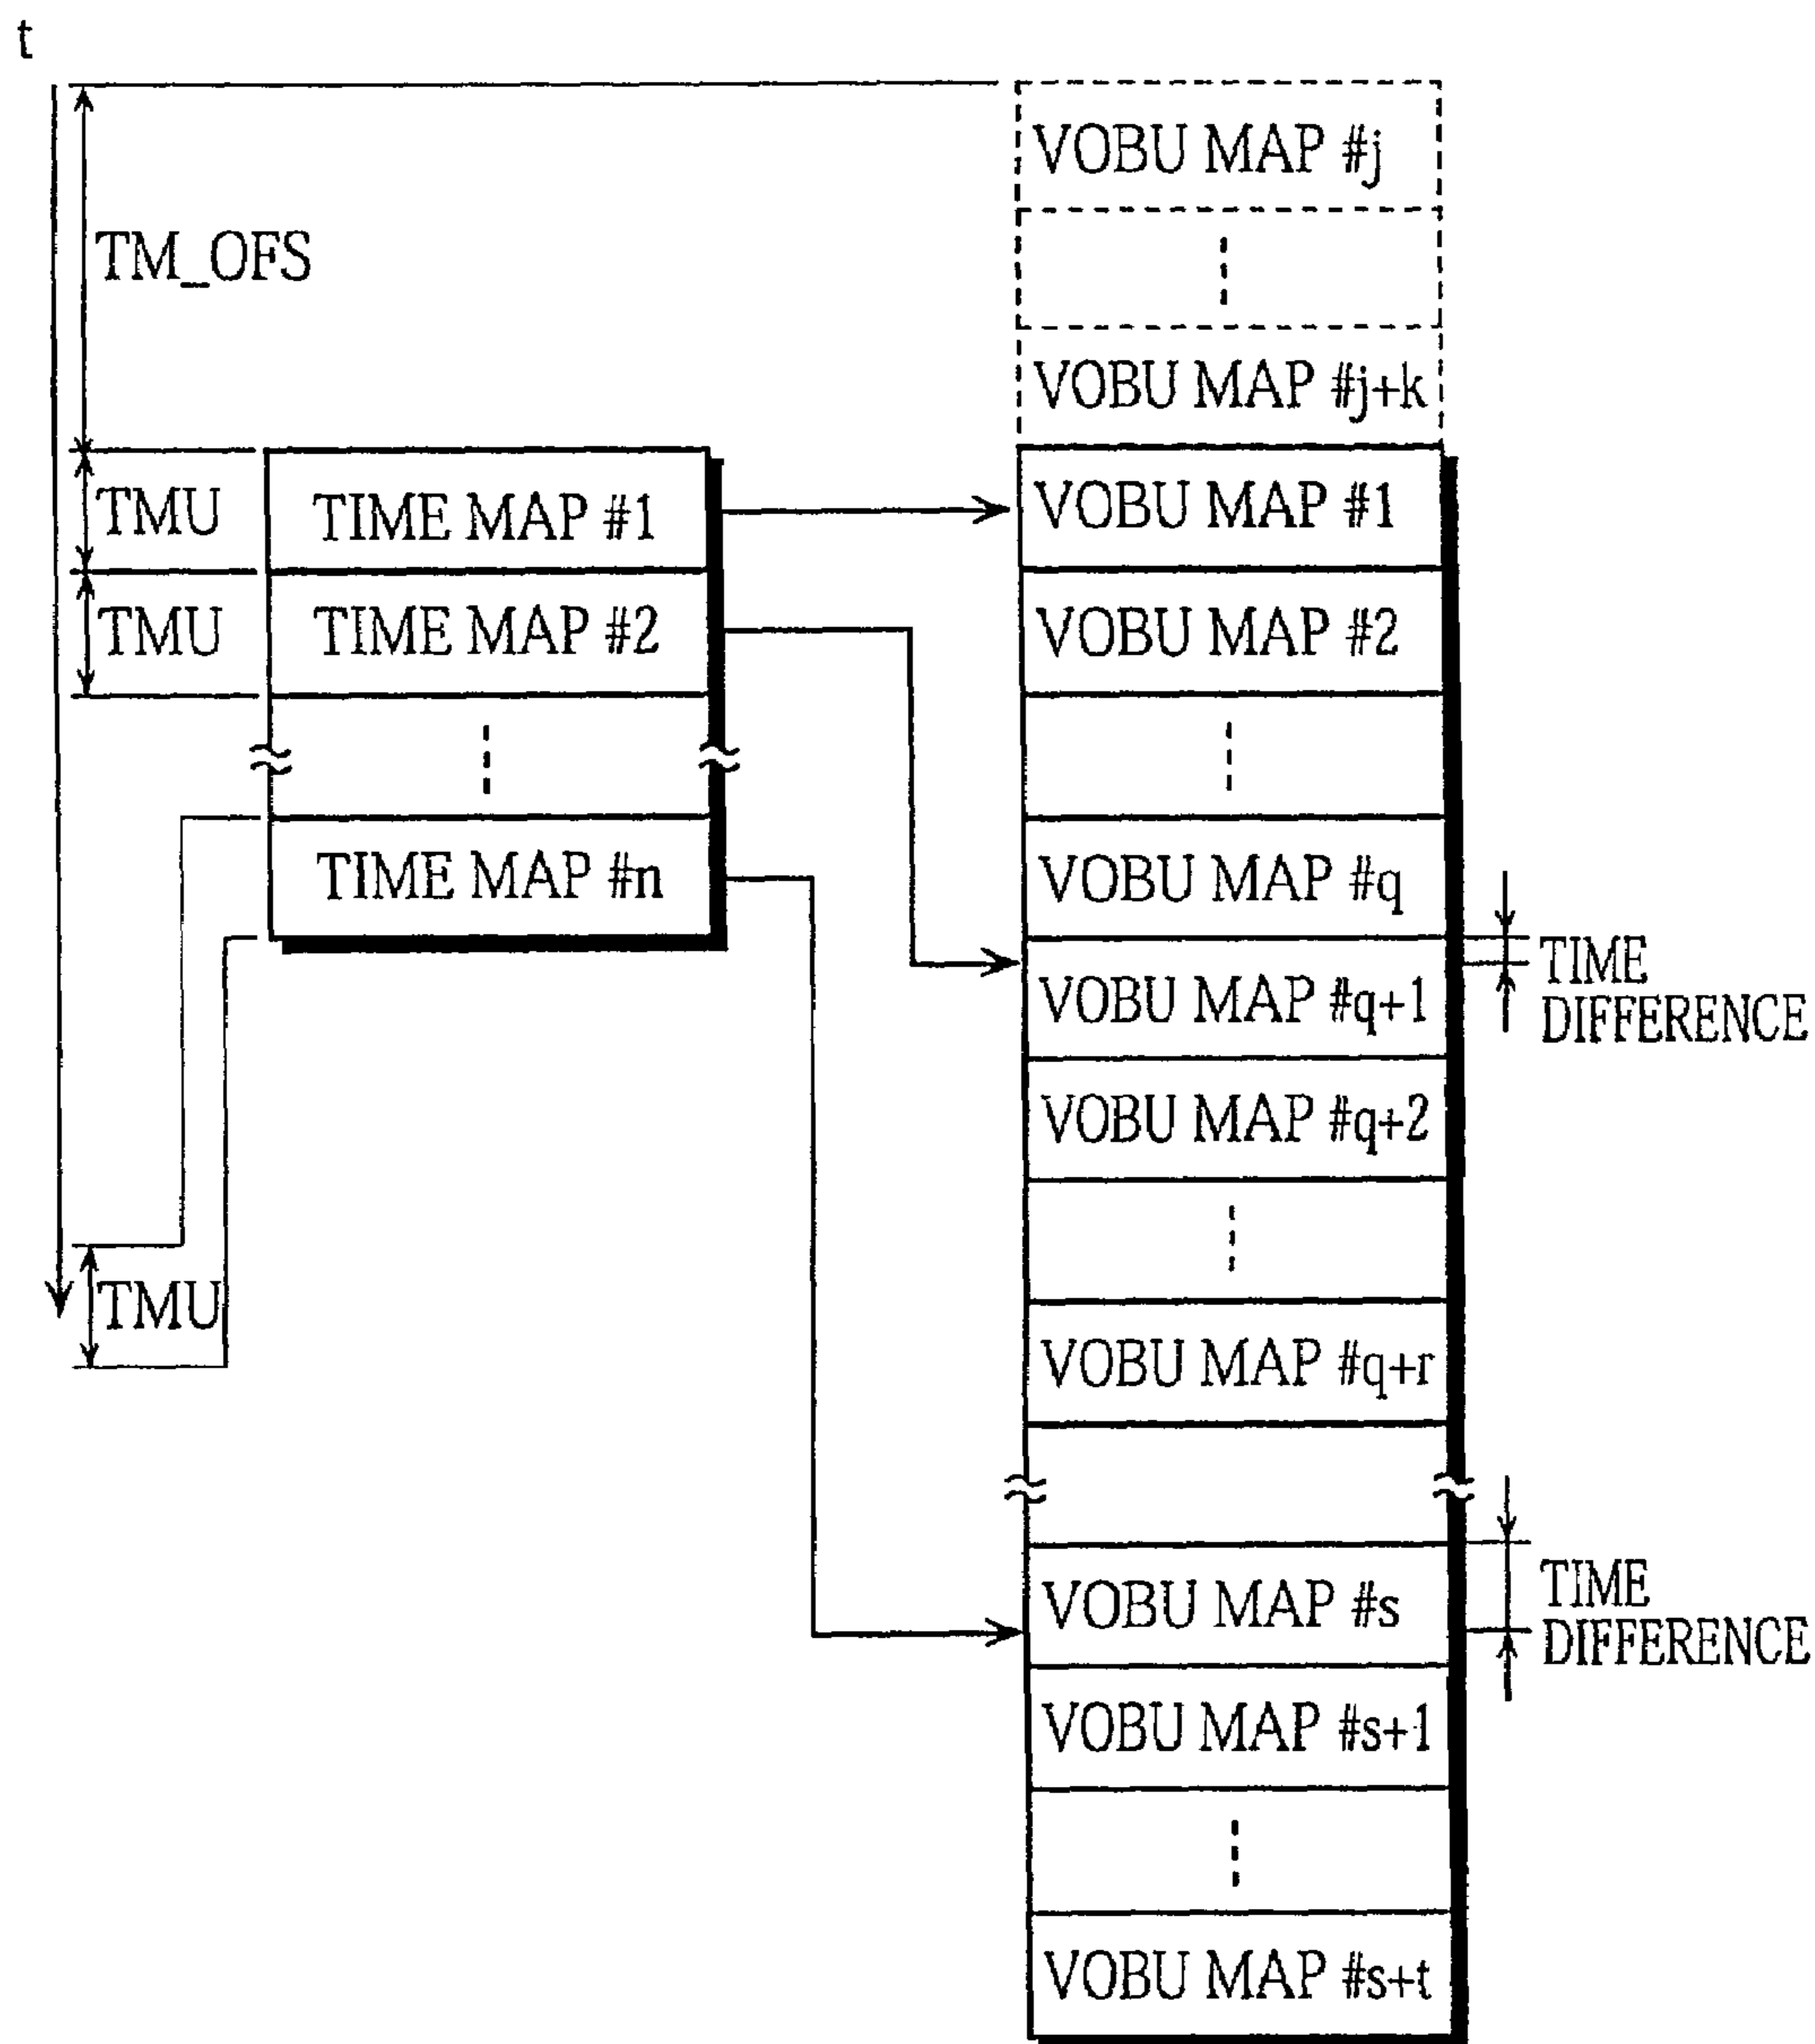 t
TM_OFS
TMU
TMU
TMU
TIME MAP #1
TIME MAP #2
TIME MAP #n
VOBU MAP #j
VOBU MAP #j+k
VOBU MAP #1
VOBU MAP #2
VOBU MAP #q
VOBU MAP #q+1
VOBU MAP #q+2
VOBU MAP #q+r
VOBU MAP #s
VOBU MAP #s+1
VOBU MAP #s+t
TIME
DIFFERENCE
TIME
DIFFERENCE